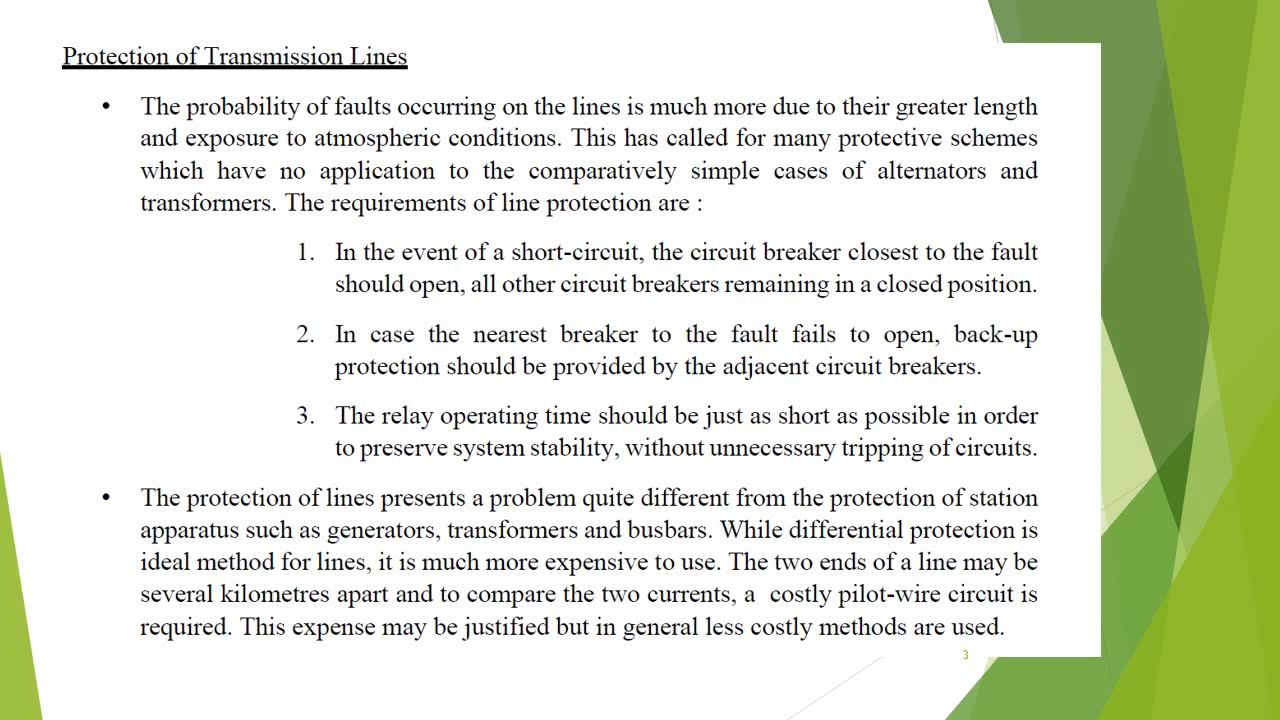 Protection of Transmission Lines
• The probability of faults occurring on the lines is much more due to their greater length
and exposure to atmospheric conditions. This has called for many protective schemes
which have no application to the comparatively simple cases of alternators and
transformers. The requirements of line protection are :
1. In the event of a short-circuit, the circuit breaker closest to the fault
should open, all other circuit breakers remaining in a closed position.
2. In case the nearest breaker to the fault fails to open, back-up
protection should be provided by the adjacent circuit breakers.
3. The relay operating time should be just as short as possible in order
to preserve system stability, without unnecessary tripping of circuits.
• The protection of lines presents a problem quite different from the protection of station
apparatus such as generators, transformers and busbars. While differential protection is
ideal method for lines, it is much more expensive to use. The two ends of a line may be
several kilometres apart and to compare the two currents, a costly pilot-wire circuit is
required. This expense may be justified but in general less costly methods are used.
3